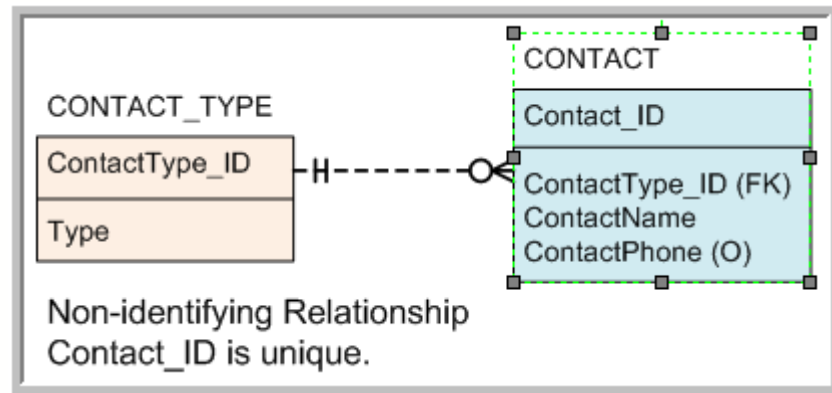 CONTACT
CONTACT_TYPE
Contact_ID
ContactType_ID
ContactType_ID (FK)
ContactName
Type
ContactPhone (O)
Non-identifying Relationship
Contact_ID is unique.